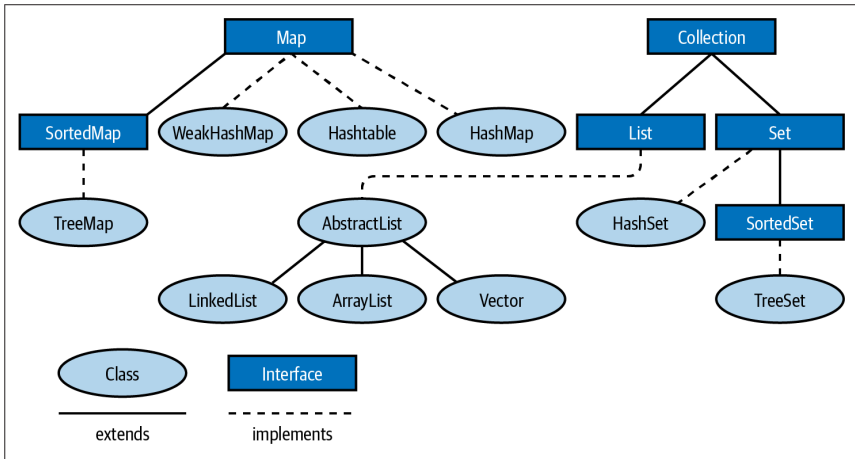 Map
Collection
SortedMap
WeakHashMap
Hashtable
HashMap
List
Set
TreeMap
AbstractList
HashSet
SortedSet
LinkedList
ArrayList
Vector
TreeSet
Class
Interface
extends
implements